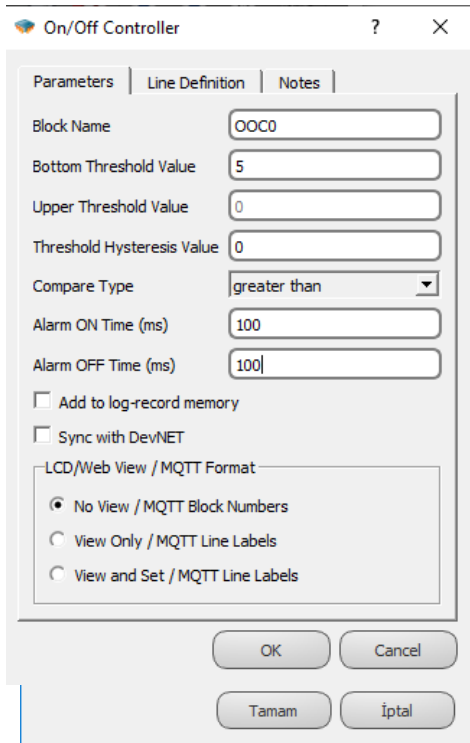 On/Off Controller ? ×
Parameters Line Definition Notes
Block Name OOC0
Bottom Threshold Value 5
Upper Threshold Value 0
Threshold Hysteresis Value 0
Compare Type greater than
Alarm ON Time (ms) 100
Alarm OFF Time (ms) 100
Add to log-record memory
Sync with DevNET
LCD/Web View / MQTT Format
No View / MQTT Block Numbers
View Only / MQTT Line Labels
View and Set / MQTT Line Labels
OK Cancel
Tamam İptal